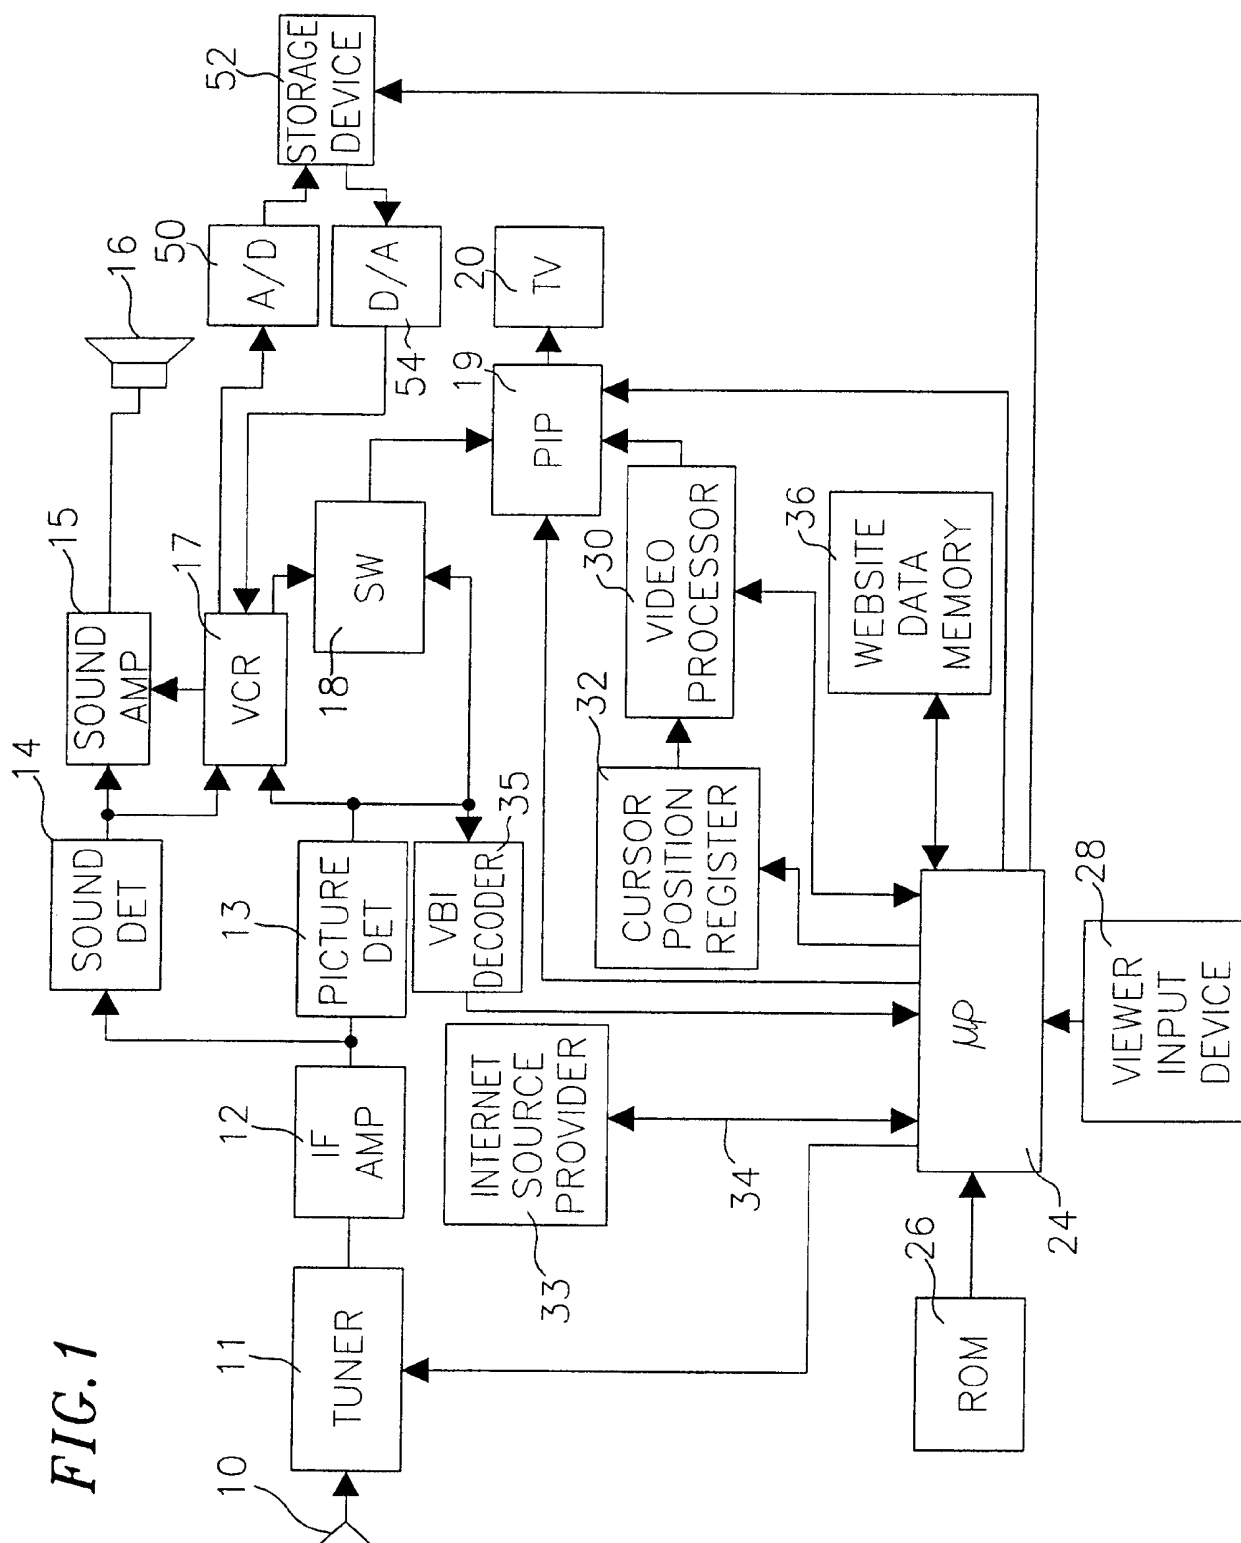 FIG. 1
10
11
TUNER
12
IF
AMP
13
PICTURE
DET
14
SOUND
DET
15
SOUND
AMP
16
17
VCR
18
SW
50
A/D
52
STORAGE
DEVICE
D/A
54
19
PIP
20
TV
35
VBI
DECODER
30
VIDEO
PROCESSOR
32
CURSOR
POSITION
REGISTER
33
INTERNET
SOURCE
PROVIDER
34
36
WEBSITE
DATA
MEMORY
24
μP
26
ROM
28
VIEWER
INPUT
DEVICE